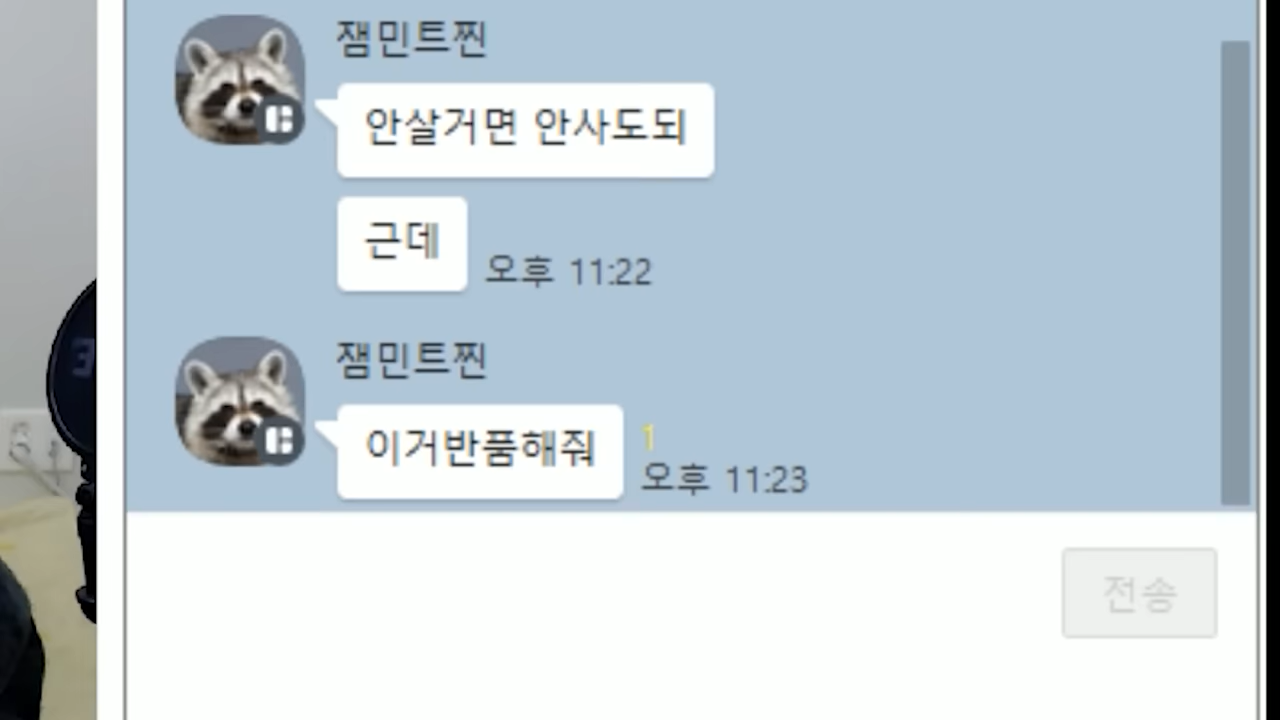 잼민트찐
안살거면 안사도되
근데
오후 11:22
잼민트찐
이거반품해줘
1
오후 11:23
전송